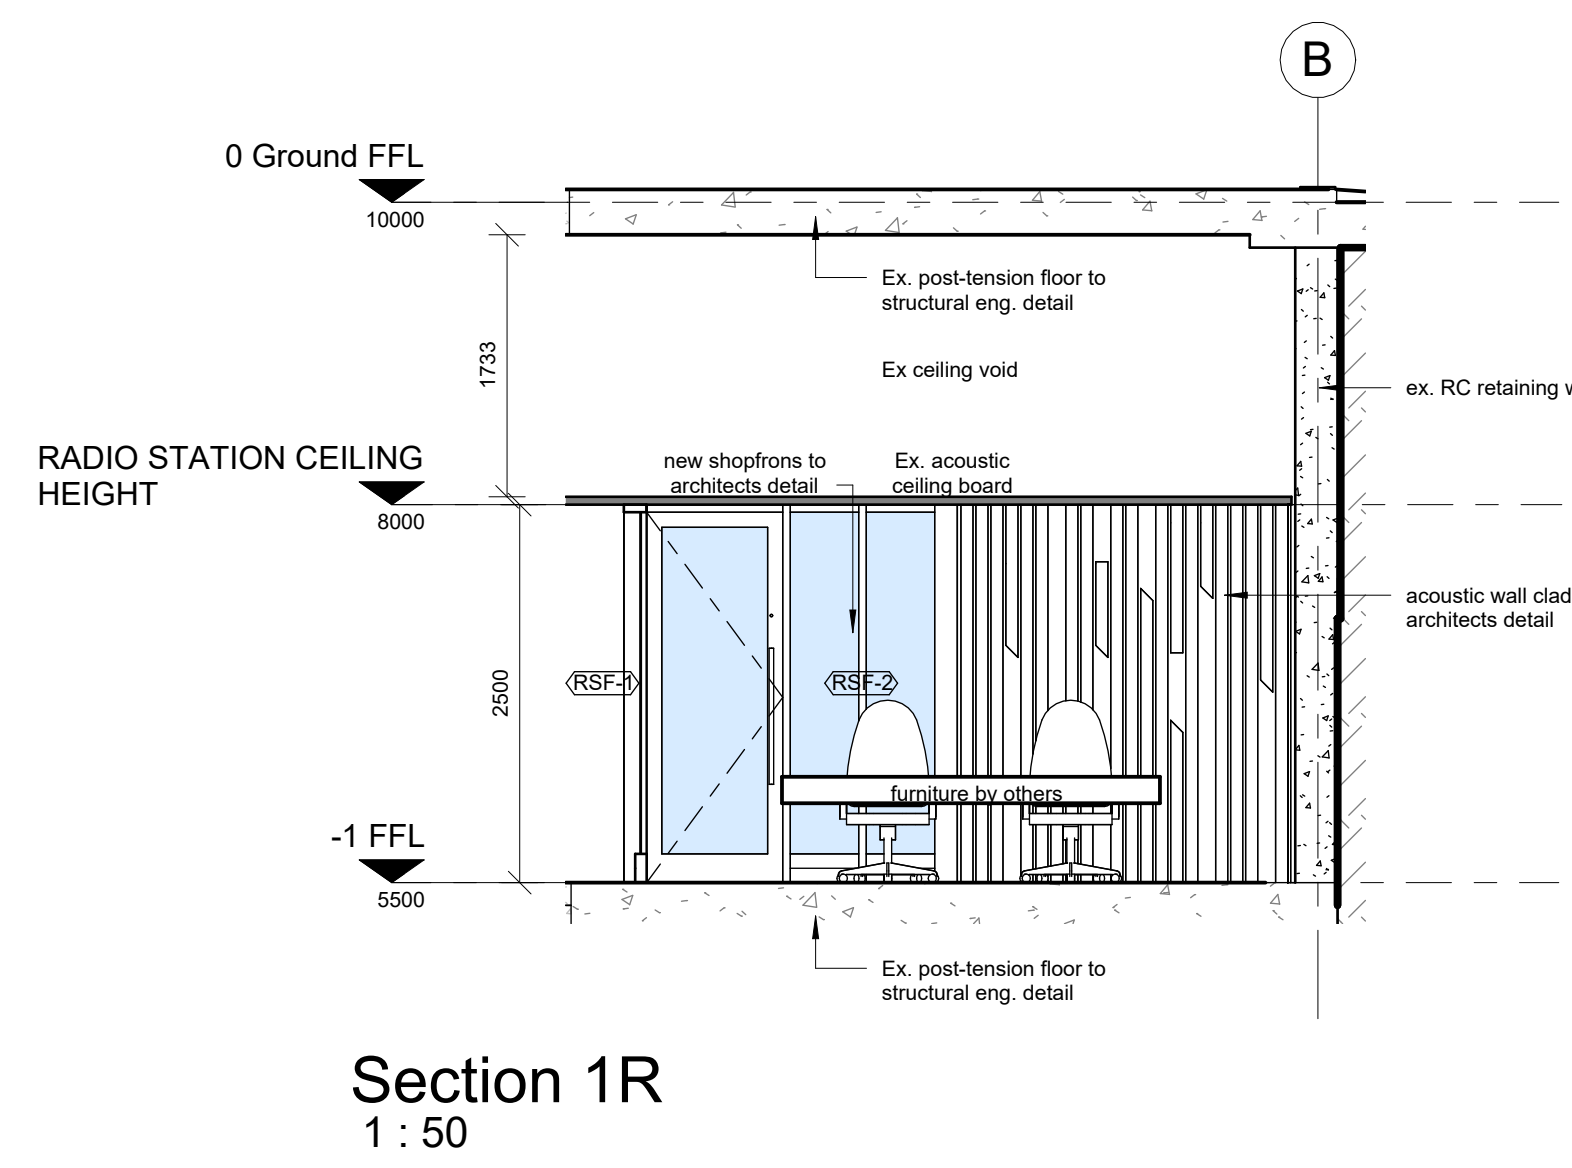 B
0 Ground FFL
10000
Ex. post-tension floor to
structural eng. detail
1733
Ex ceiling void
ex. RC retaining
RADIO STATION CEILING
HEIGHT
8000
new shopfrons to
architects detail
Ex. acoustic
ceiling board
acoustic wall clad
architects detail
2500
RSF-1
RSF-2
furniture by others
-1 FFL
5500
Ex. post-tension floor to
structural eng. detail
Section 1R
1 : 50